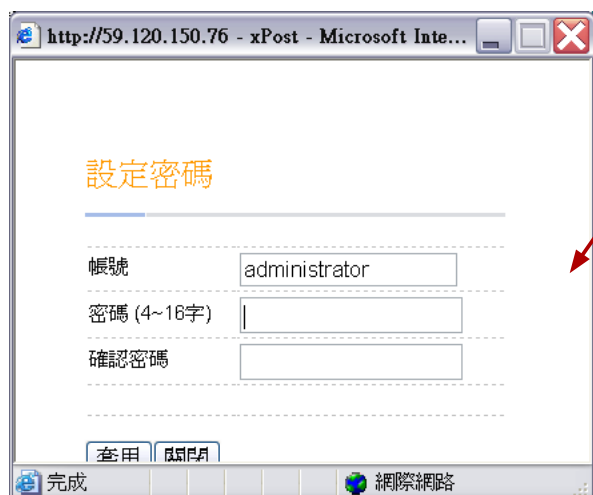 http://59.120.150.76 - xPost - Microsoft Inte...
設定密碼
帳號 administrator
密碼 (4~16字)
確認密碼
套用 關閉
完成 網際網路